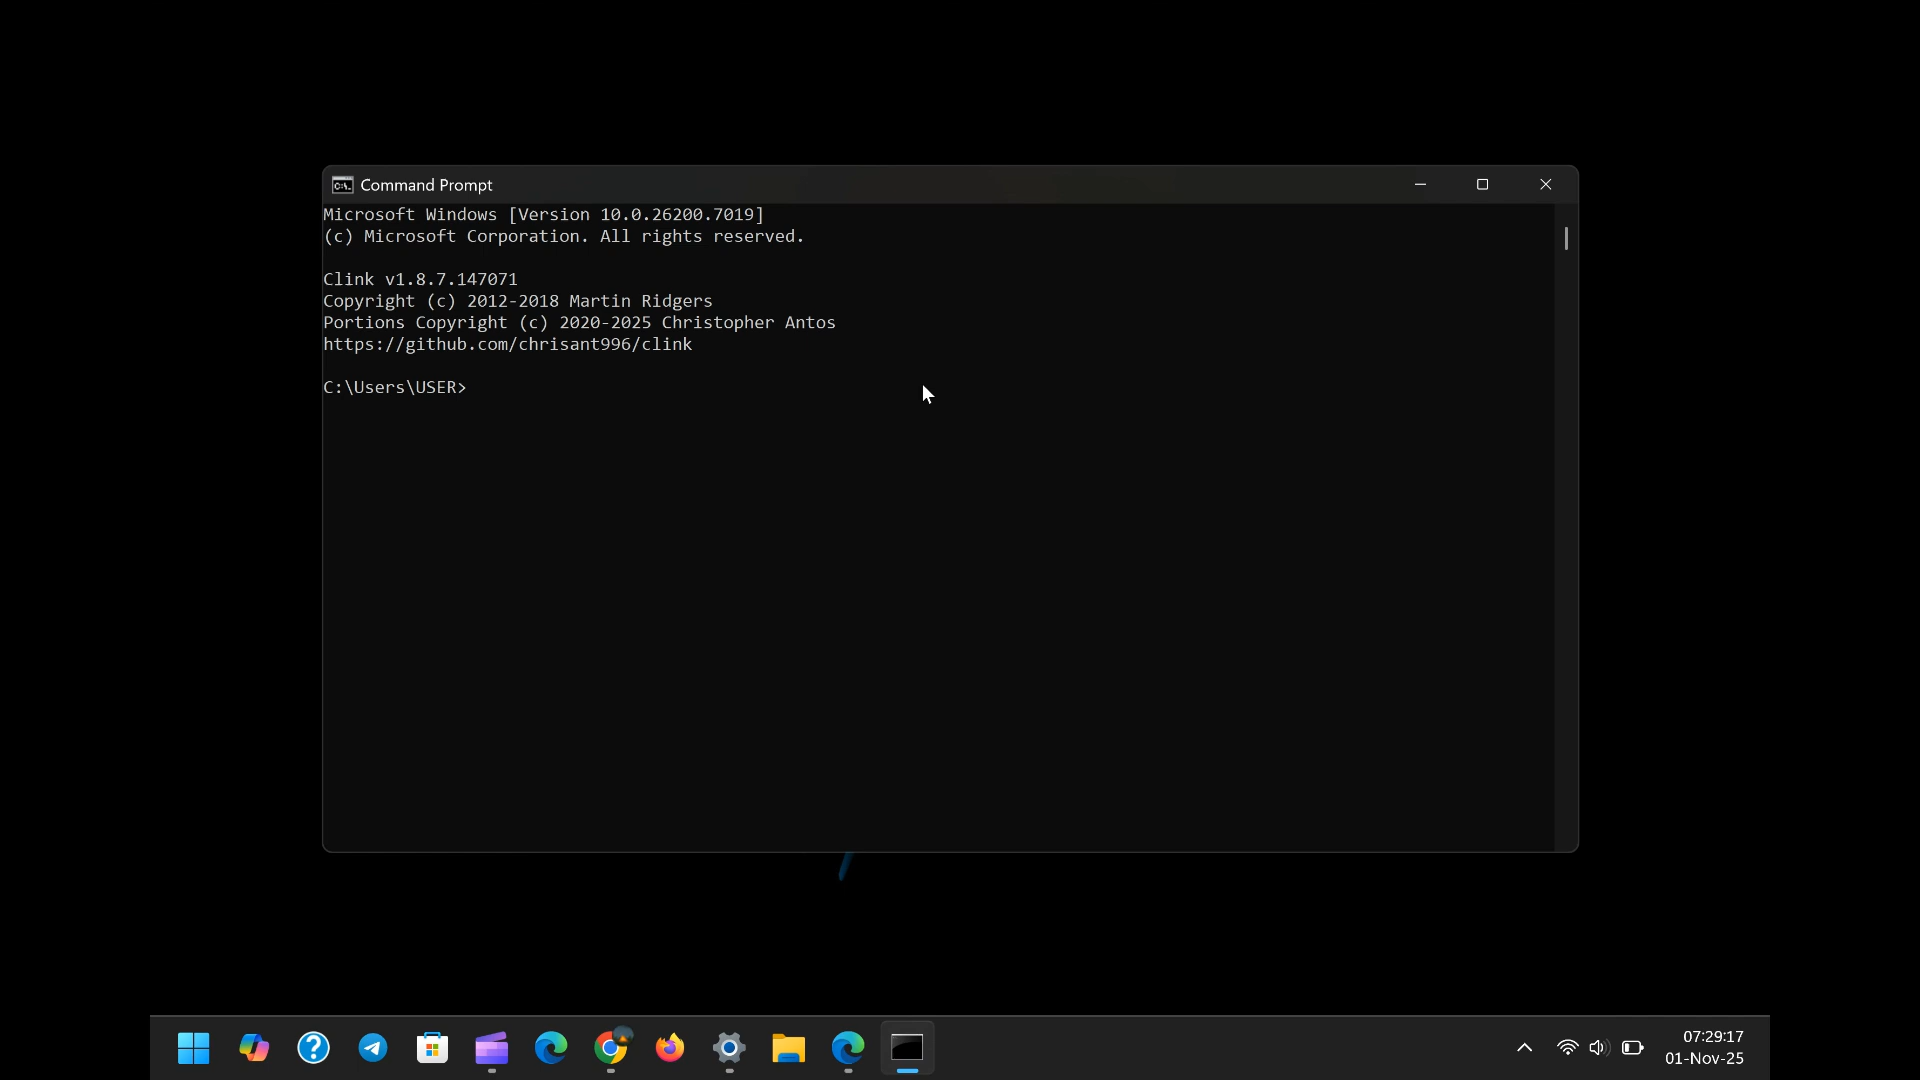 Command Prompt
Microsoft Windows [Version 10.0.26200.7019]
(c) Microsoft Corporation. All rights reserved.
Clink v1.8.7.147071
Copyright (c) 2012-2018 Martin Ridgers
Portions Copyright (c) 2020-2025 Christopher Antos
https://github.com/chrisant996/clink
C:\Users\USER>
07:29:17
01-Nov-25